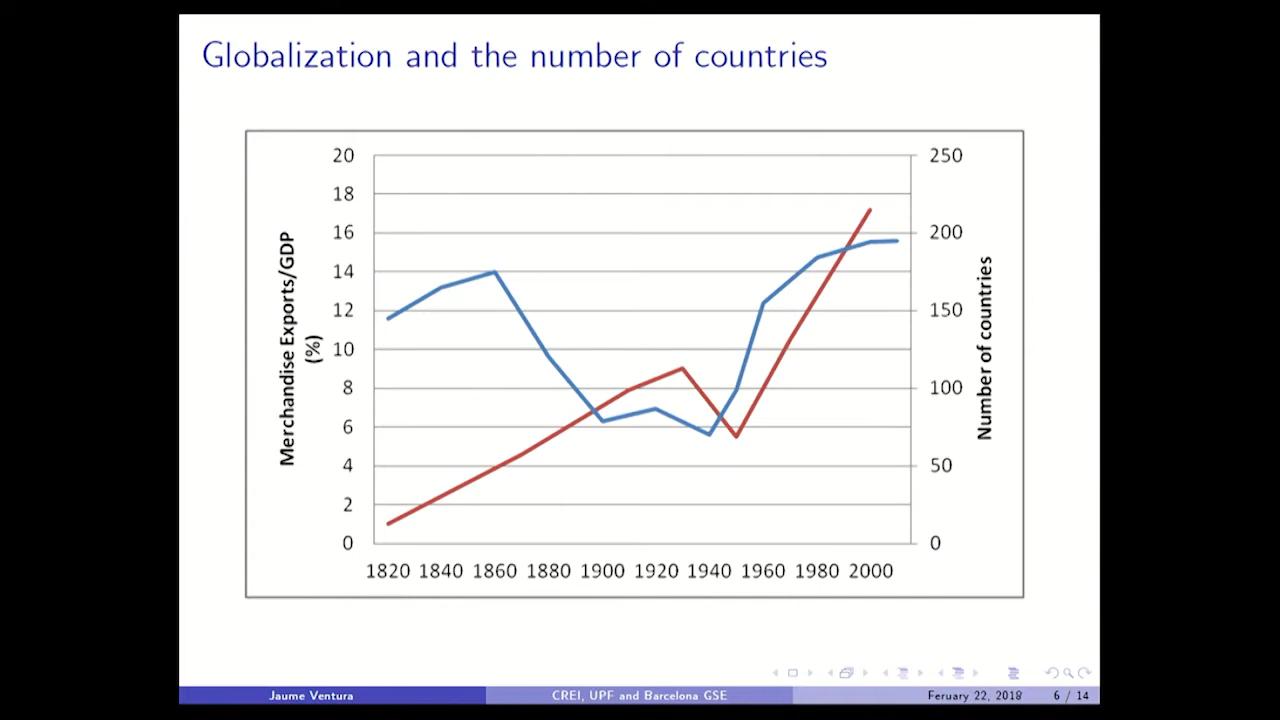 Globalization and the number of countries
20
18
16
14
12
10
8
6
4
2
0
Merchandise Exports/GDP
(%)
250
200
150
100
50
0
Number of countries
1820 1840 1860 1880 1900 1920 1940 1960 1980 2000
Jaume Ventura
CREI, UPF and Barcelona GSE
Feruary 22, 2018
6 / 14